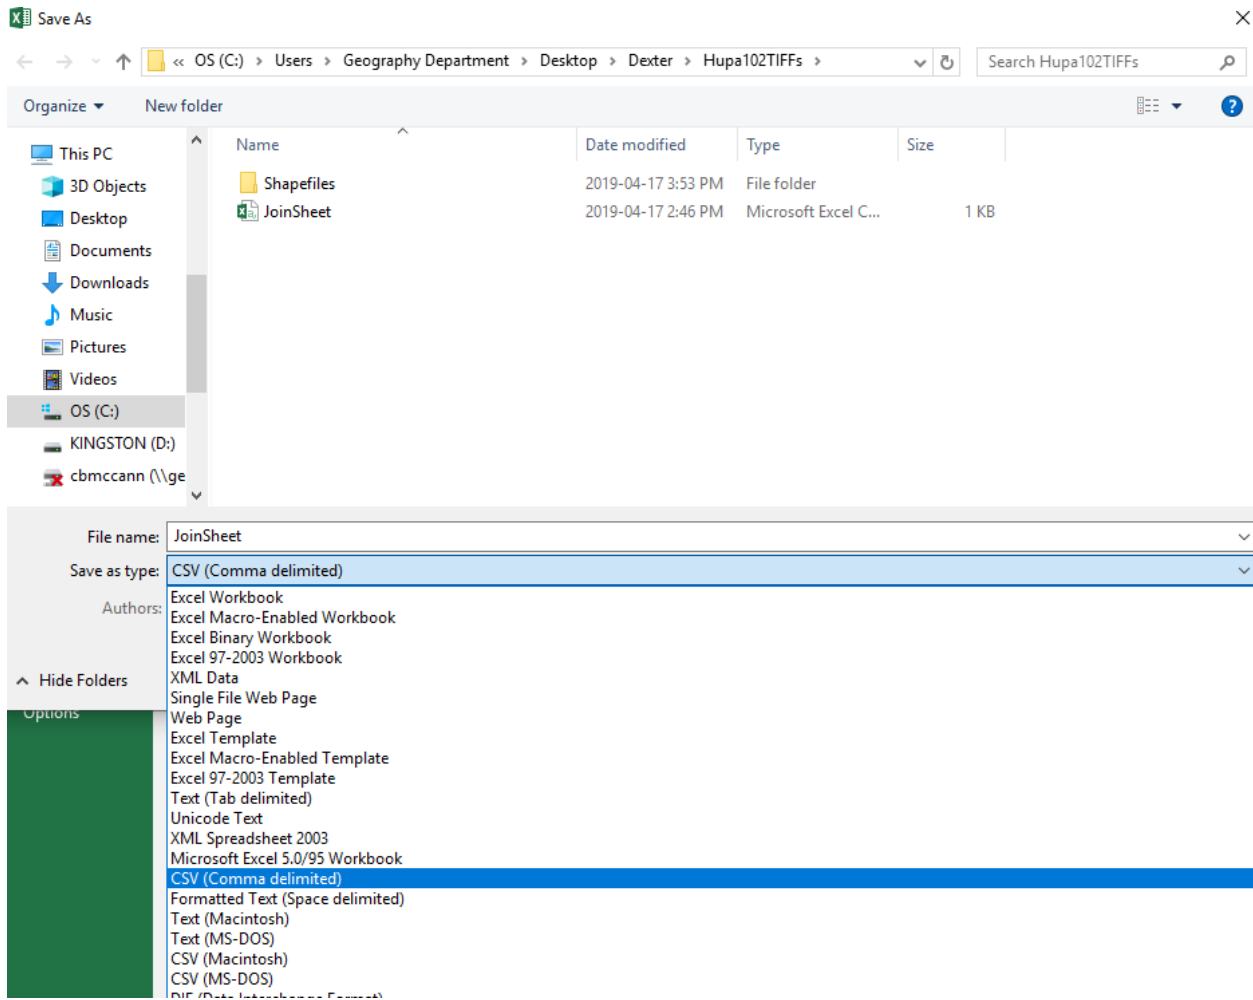 Save As
« OS (C:) › Users › Geography Department › Desktop › Dexter › Hupa102TIFFs ›
Search Hupa102TIFFs
Organize
New folder
This PC
3D Objects
Desktop
Documents
Downloads
Music
Pictures
Videos
OS (C:)
KINGSTON (D:)
cbmccann (\\ge
Name Date modified Type Size
Shapefiles 2019-04-17 3:53 PM File folder
JoinSheet 2019-04-17 2:46 PM Microsoft Excel C... 1 KB
File name: JoinSheet
Save as type: CSV (Comma delimited)
Authors:
Hide Folders
Options
Excel Workbook
Excel Macro-Enabled Workbook
Excel Binary Workbook
Excel 97-2003 Workbook
XML Data
Single File Web Page
Web Page
Excel Template
Excel Macro-Enabled Template
Excel 97-2003 Template
Text (Tab delimited)
Unicode Text
XML Spreadsheet 2003
Microsoft Excel 5.0/95 Workbook
CSV (Comma delimited)
Formatted Text (Space delimited)
Text (Macintosh)
Text (MS-DOS)
CSV (Macintosh)
CSV (MS-DOS)
DIF (Data Interchange Format)